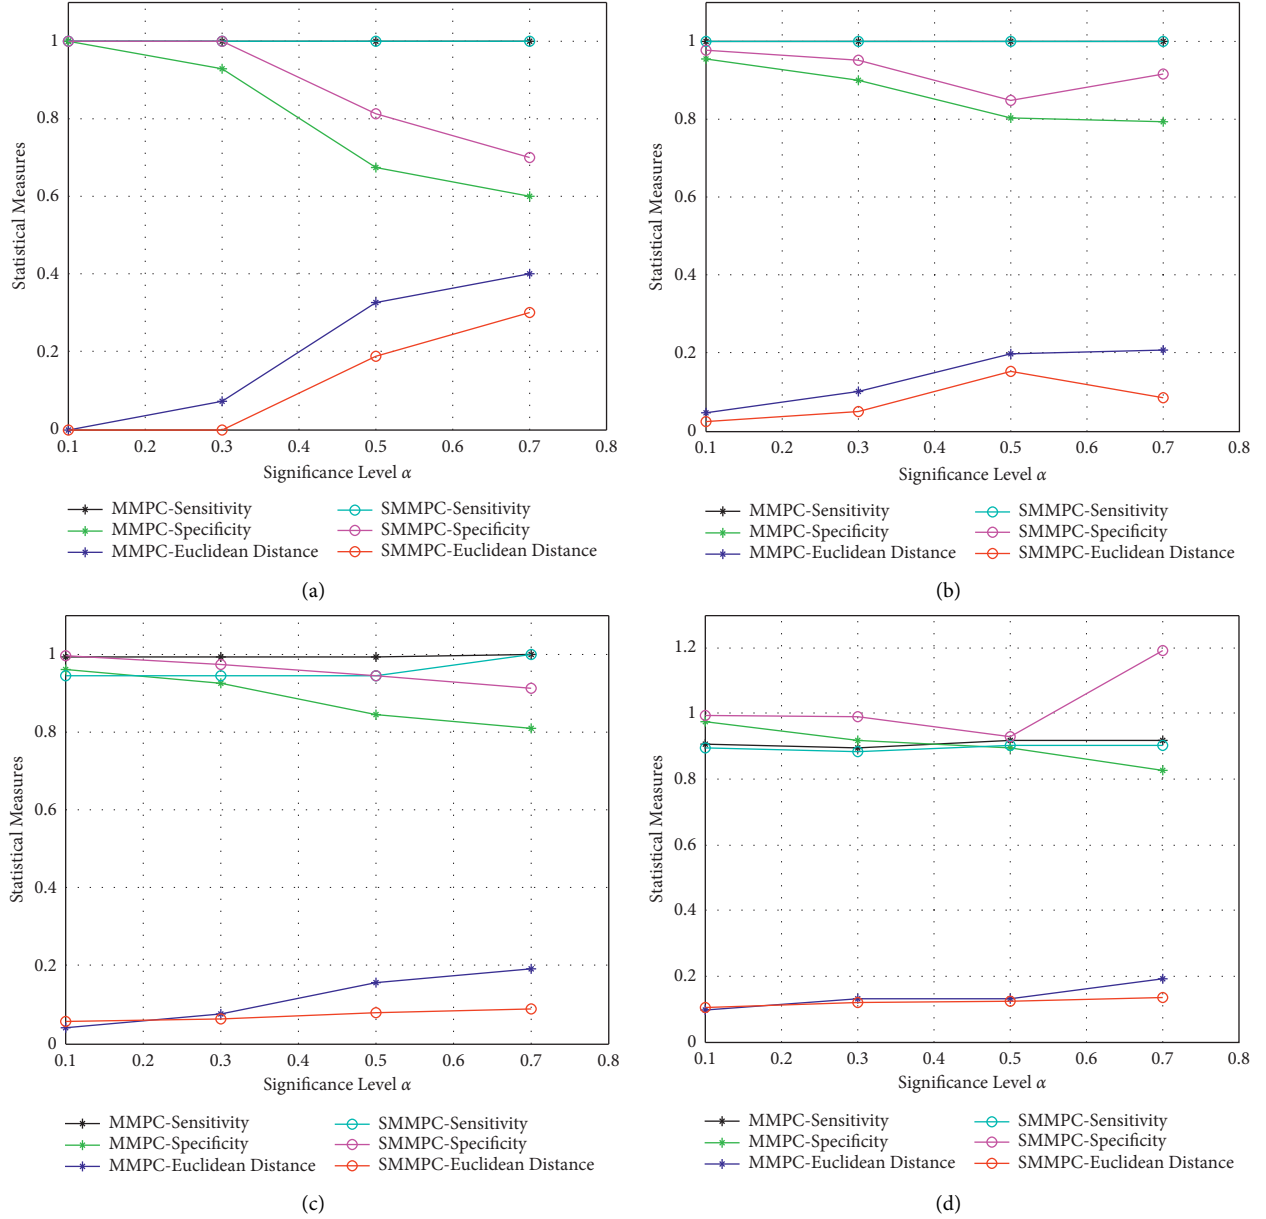 1
0.8
0.6
0.4
0.2
0
Statistical Measures
0.1 0.2 0.3 0.4 0.5 0.6 0.7 0.8
Significance Level α
MMPC-Sensitivity SMMPC-Sensitivity
MMPC-Specificity SMMPC-Specificity
MMPC-Euclidean Distance SMMPC-Euclidean Distance
(a)
1
0.8
0.6
0.4
0.2
0
Statistical Measures
0.1 0.2 0.3 0.4 0.5 0.6 0.7 0.8
Significance Level α
MMPC-Sensitivity SMMPC-Sensitivity
MMPC-Specificity SMMPC-Specificity
MMPC-Euclidean Distance SMMPC-Euclidean Distance
(b)
1
0.8
0.6
0.4
0.2
0
Statistical Measures
0.1 0.2 0.3 0.4 0.5 0.6 0.7 0.8
Significance Level α
MMPC-Sensitivity SMMPC-Sensitivity
MMPC-Specificity SMMPC-Specificity
MMPC-Euclidean Distance SMMPC-Euclidean Distance
(c)
1.2
1
0.8
0.6
0.4
0.2
0
Statistical Measures
0.1 0.2 0.3 0.4 0.5 0.6 0.7 0.8
Significance Level α
MMPC-Sensitivity SMMPC-Sensitivity
MMPC-Specificity SMMPC-Specificity
MMPC-Euclidean Distance SMMPC-Euclidean Distance
(d)